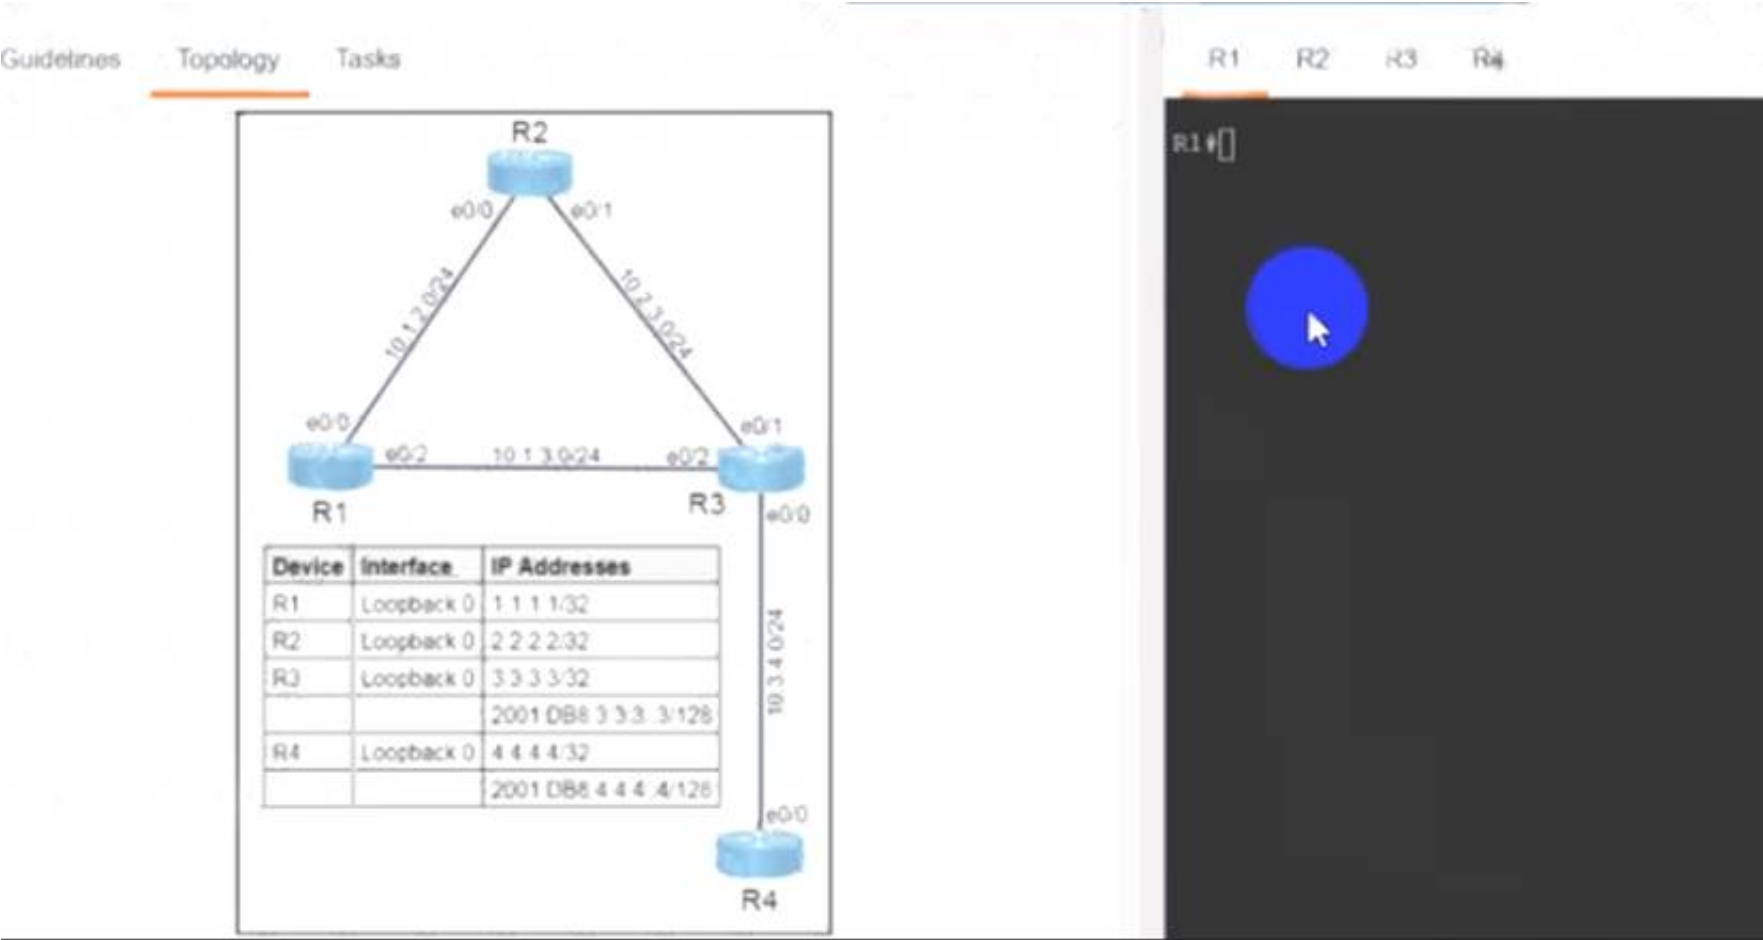 Guidelines Topology Tasks
R1 R2 R3 R4
R1#
R2
e0/0 e0/1
10.1.2.0/24
10.2.3.0/24
e0/0
e0/1
e0/2 10.1.3.0/24 e0/2
R1
R3
e0/0
Device Interface IP Addresses
R1 Loopback 0 1.1.1.1/32
R2 Loopback 0 2.2.2.2/32
R3 Loopback 0 3.3.3.3/32
2001:DB8:3:3:3::3/128
R4 Loopback 0 4.4.4.4/32
2001:DB8:4:4:4::4/128
10.3.4.0/24
e0/0
R4